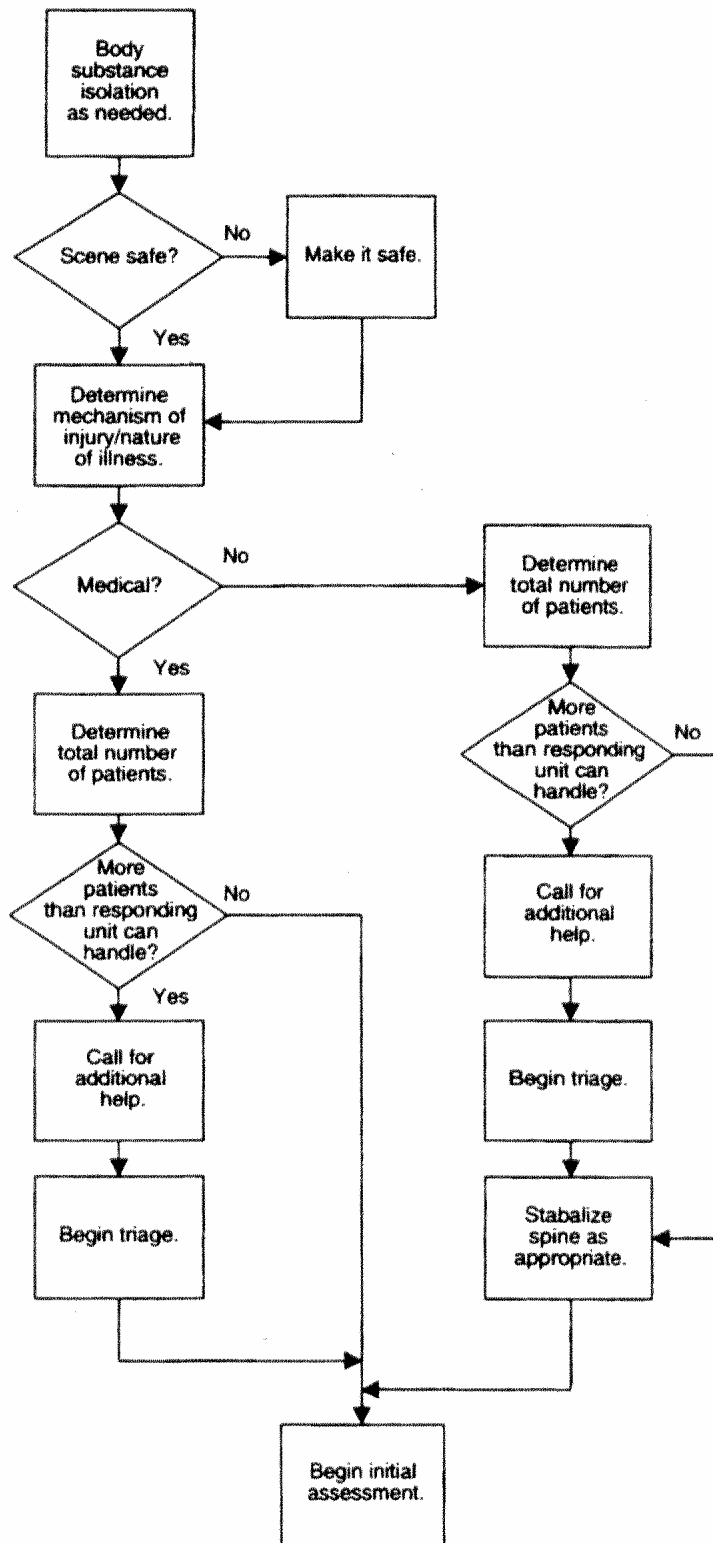 Body
substance
isolation
as needed.
Scene safe?
No
Make it safe.
Yes
Determine
mechanism of
injury/nature
of illness.
Medical?
No
Determine
total number
of patients.
Yes
Determine
total number
of patients.
More
patients
than responding
unit can
handle?
No
More
patients
than responding
unit can
handle?
No
Call for
additional
help.
Yes
Call for
additional
help.
Begin triage.
Begin triage.
Stabalize
spine as
appropriate.
Begin initial
assessment.